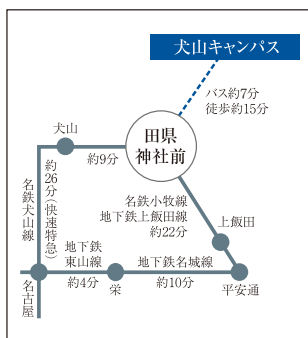 犬山キャンパス
バス約7分
徒歩約15分
犬山
田県
神社前
約9分
名鉄犬山線
約26分(快速特急)
名鉄小牧線
地下鉄上飯田線
約22分
上飯田
地下鉄
東山線
約4分
地下鉄名城線
約10分
名古屋
栄
平安通